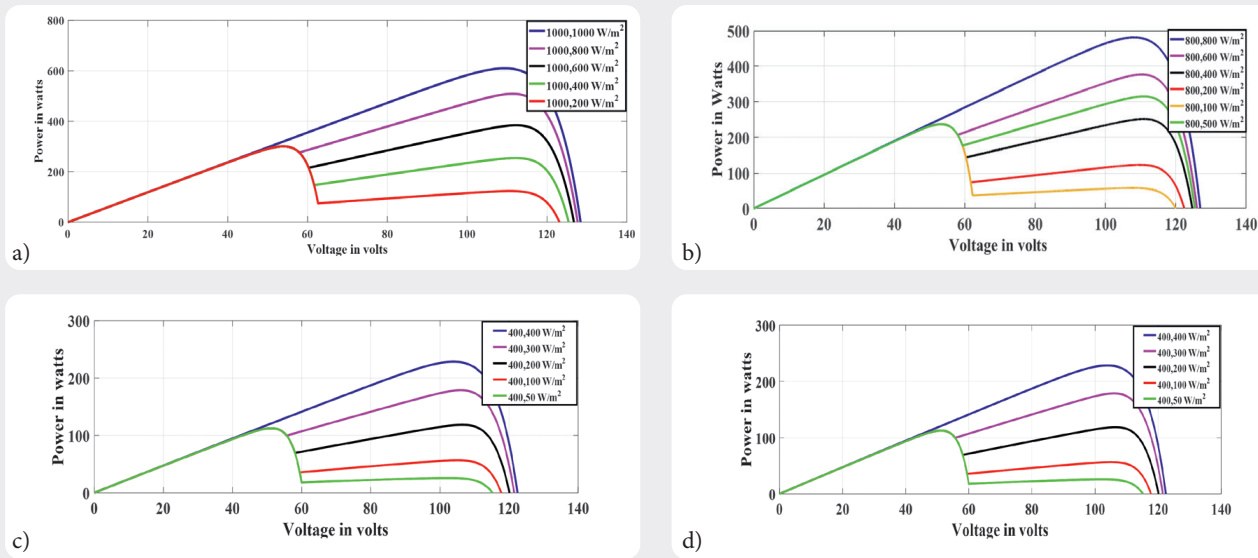 800
600
400
200
0
Power in watts
0
20
40
60
80
100
120
140
Voltage in volts
1000,1000 W/m²
1000,800 W/m²
1000,600 W/m²
1000,400 W/m²
1000,200 W/m²
a)
500
400
300
200
100
0
Power in Watts
0
20
40
60
80
100
120
140
Voltage in volts
800,800 W/m²
800,600 W/m²
800,400 W/m²
800,200 W/m²
800,100 W/m²
800,500 W/m²
b)
300
200
100
0
Power in watts
0
20
40
60
80
100
120
140
Voltage in volts
400,400 W/m²
400,300 W/m²
400,200 W/m²
400,100 W/m²
400,50 W/m²
c)
300
200
100
0
Power in watts
0
20
40
60
80
100
120
140
Voltage in volts
400,400 W/m²
400,300 W/m²
400,200 W/m²
400,100 W/m²
400,50 W/m²
d)